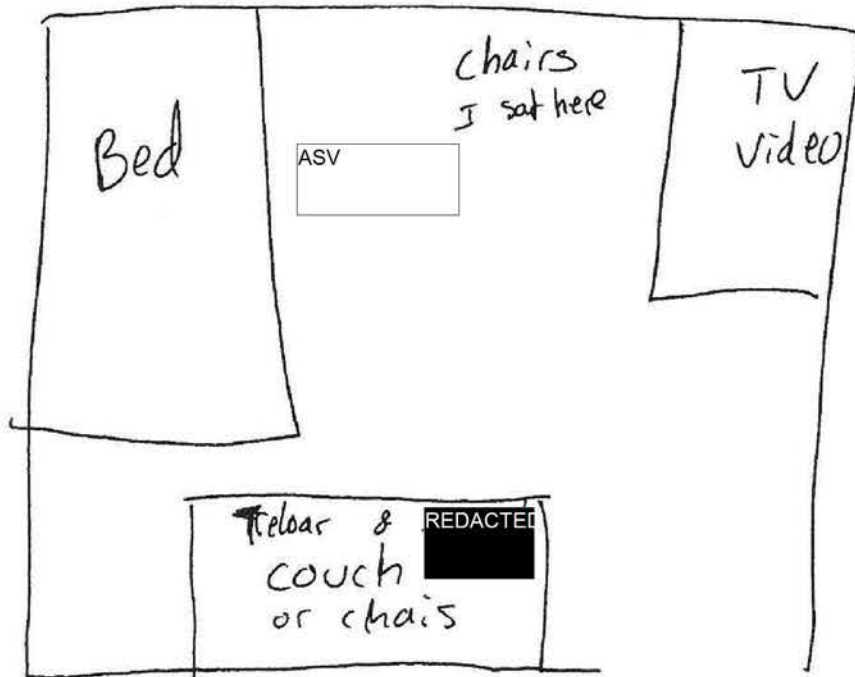 chairs
I sat here
TV
video
Bed
ASV
Teloar & REDACTED
couch
or chais